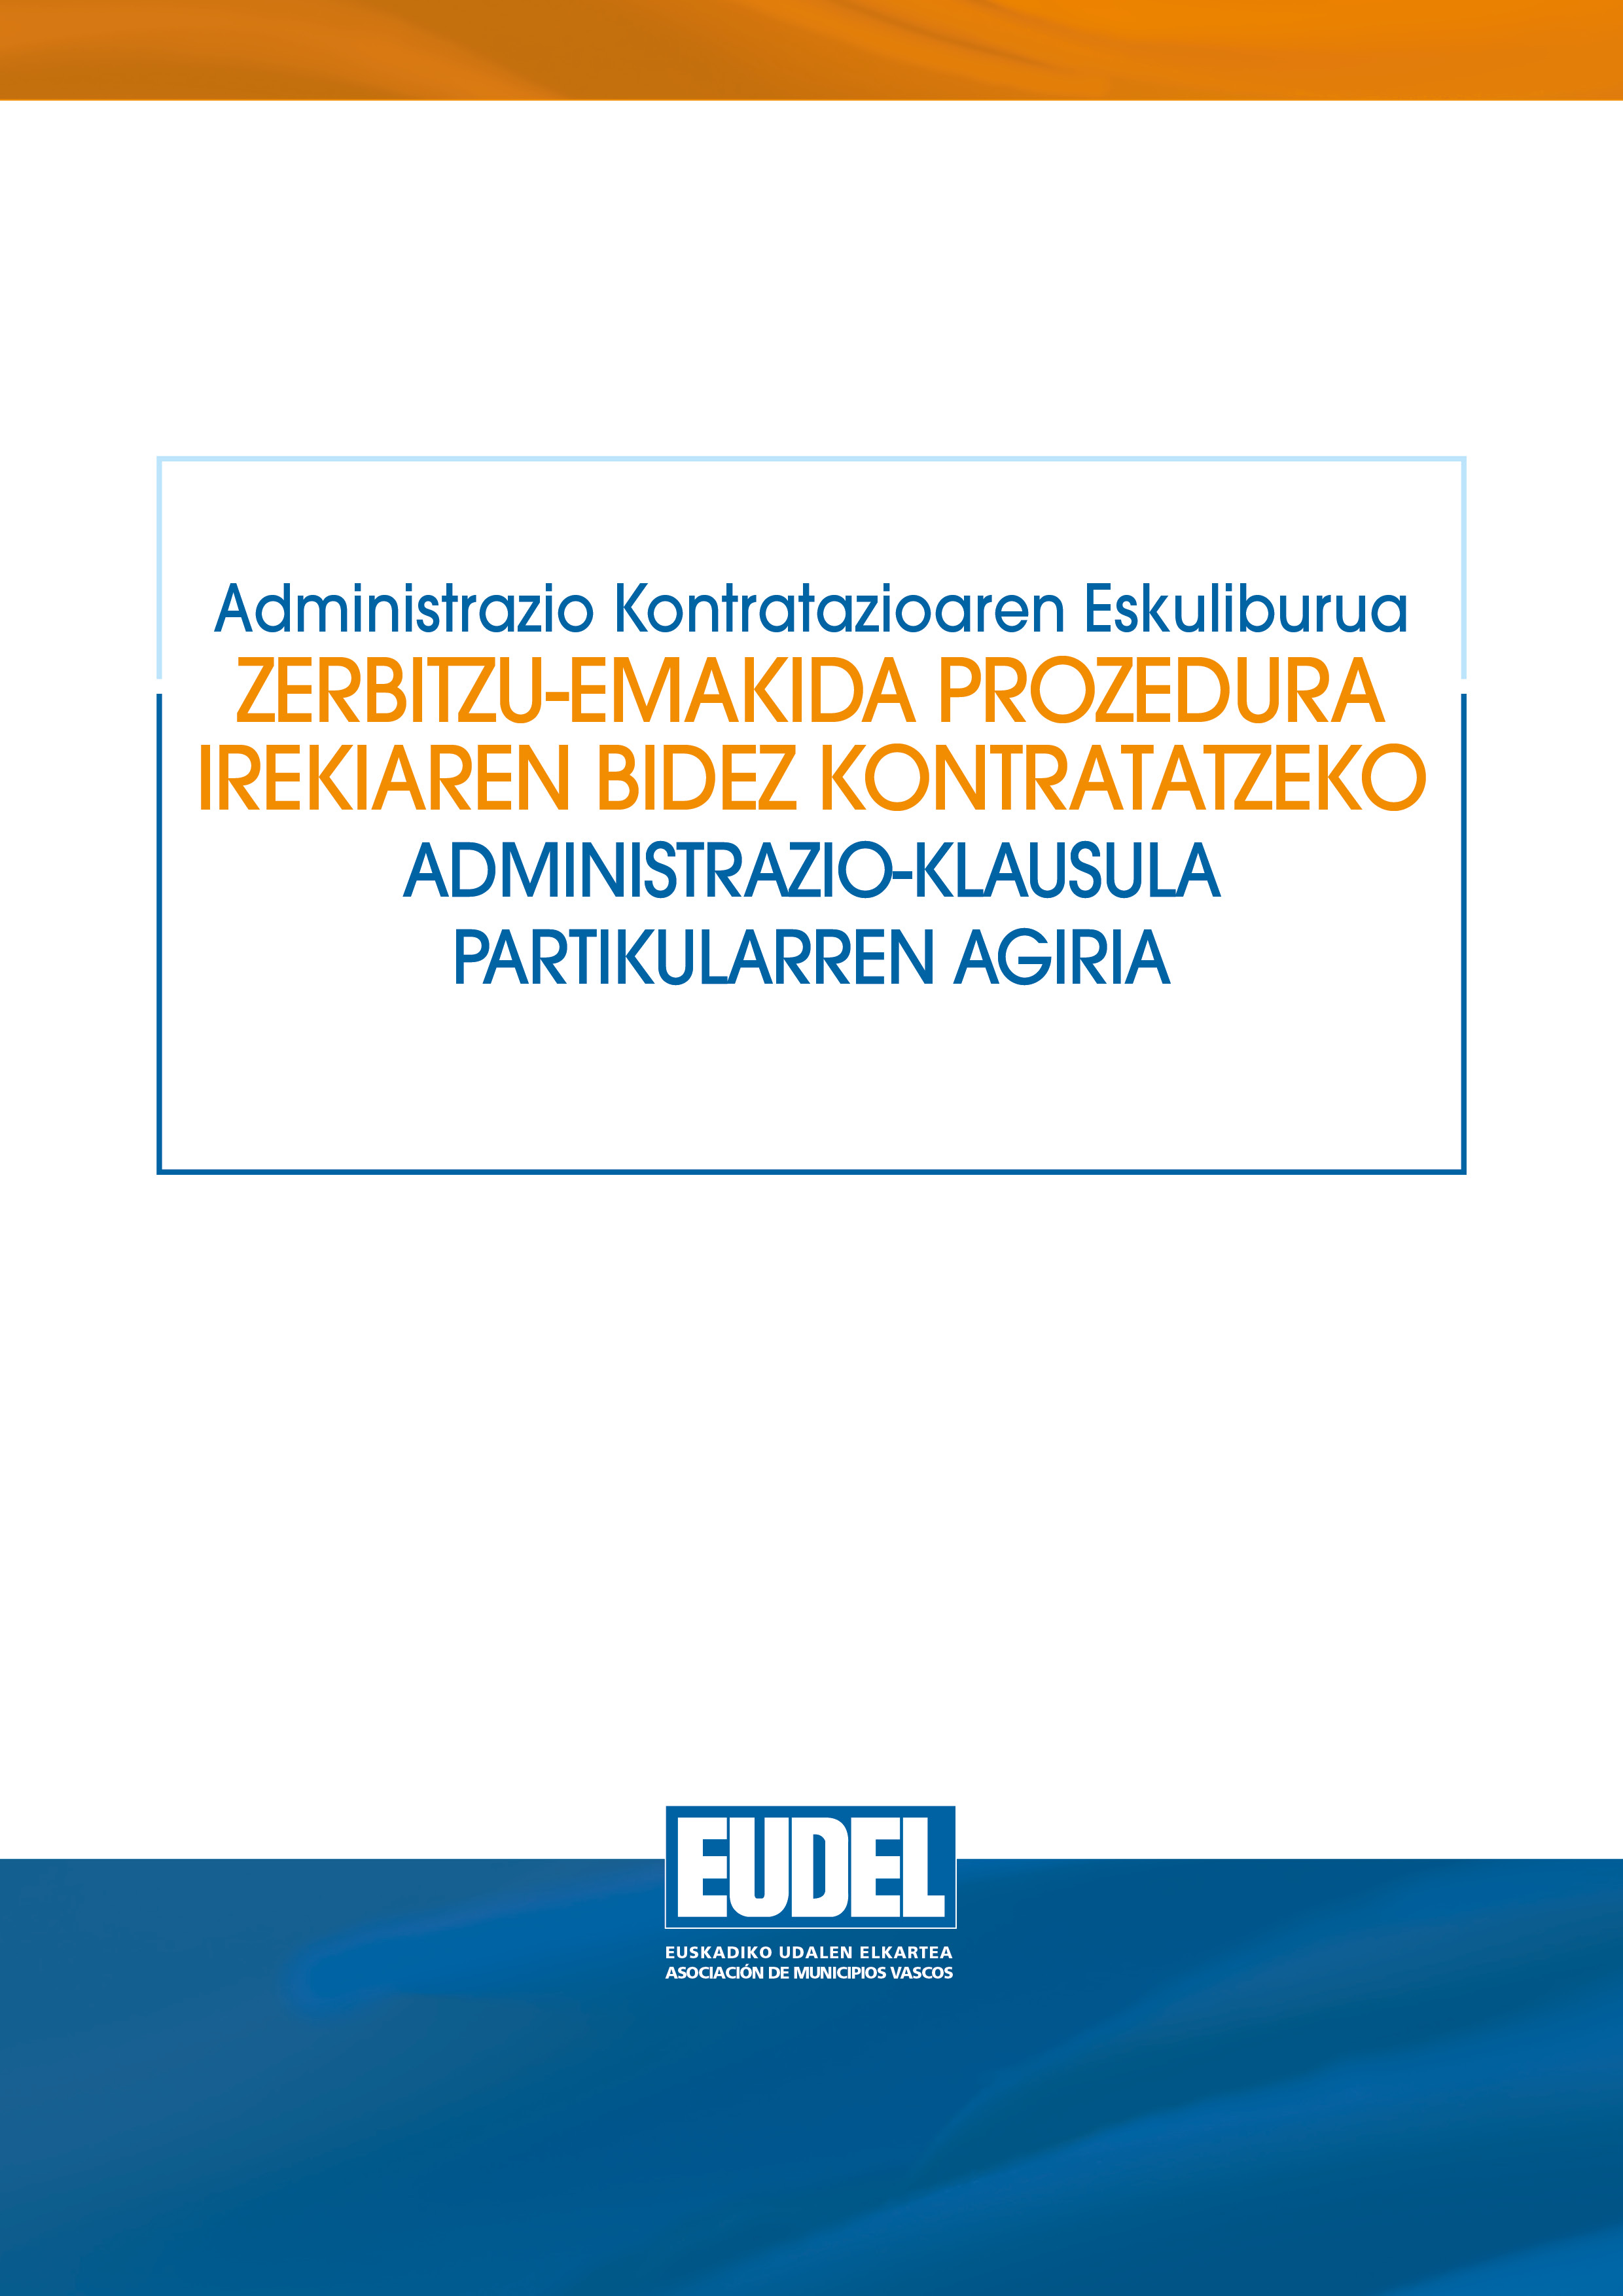 Administrazio Kontratazioaren Eskuliburua
ZERBITZU-EMAKIDA PROZEDURA
IREKIAREN BIDEZ KONTRATATZEKO
ADMINISTRAZIO-KLAUSULA
PARTIKULARREN AGIRIA
EUDEL
EUSKADIKO UDALEN ELKARTEA
ASOCIACIÓN DE MUNICIPIOS VASCOS